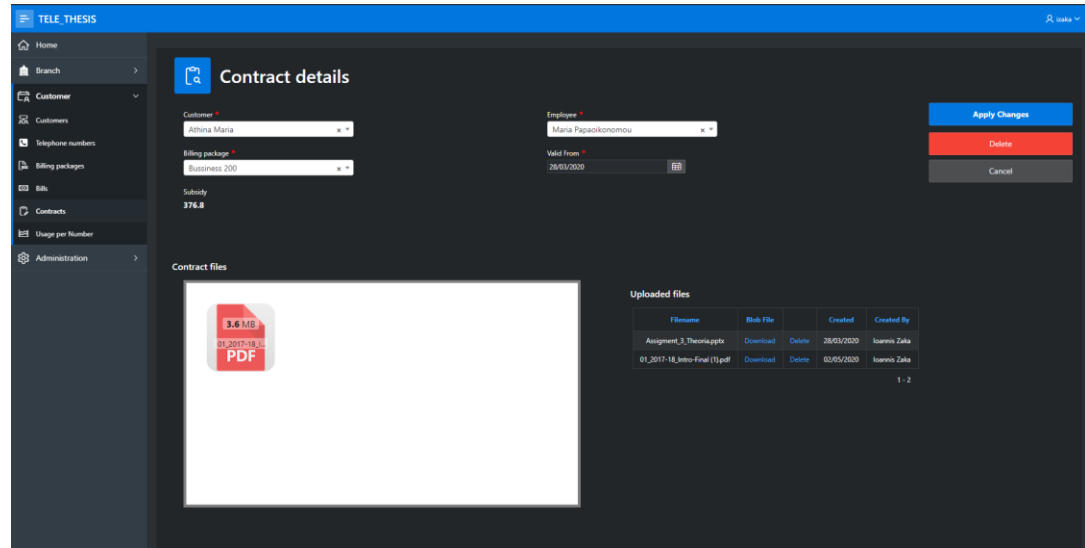 TELE_THESIS
izaka
Home
Branch
Customer
Customers
Telephone numbers
Billing packages
Bills
Contracts
Usage per Number
Administration
Contract details
Customer *
Athina Maria
Employee *
Maria Papaoikonomou
Billing package *
Bussiness 200
Valid From *
28/03/2020
Subsidy
376.8
Apply Changes
Delete
Cancel
Contract files
3.6 MB
01_2017-18_I...
PDF
Uploaded files
Filename Blob File Created Created By
Assigment_3_Theoria.pptx Download Delete 28/03/2020 Ioannis Zaka
01_2017-18_Intro-Final (1).pdf Download Delete 02/05/2020 Ioannis Zaka
1 - 2